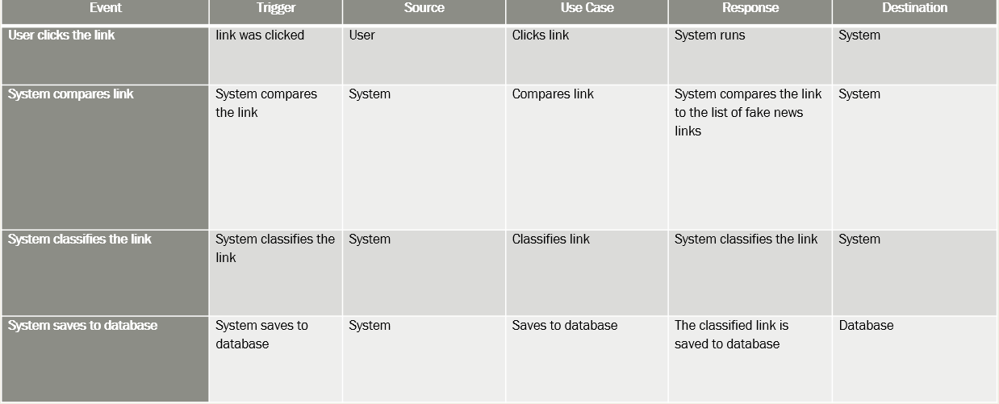 Event Trigger Source Use Case Response Destination
User clicks the link link was clicked User Clicks link System runs System
System compares link System compares System Compares link System compares the link System
the link to the list of fake news
links
System classifies the link System classifies the System Classifies link System classifies the link System
link
System saves to database System saves to System Saves to database The classified link is Database
database saved to database